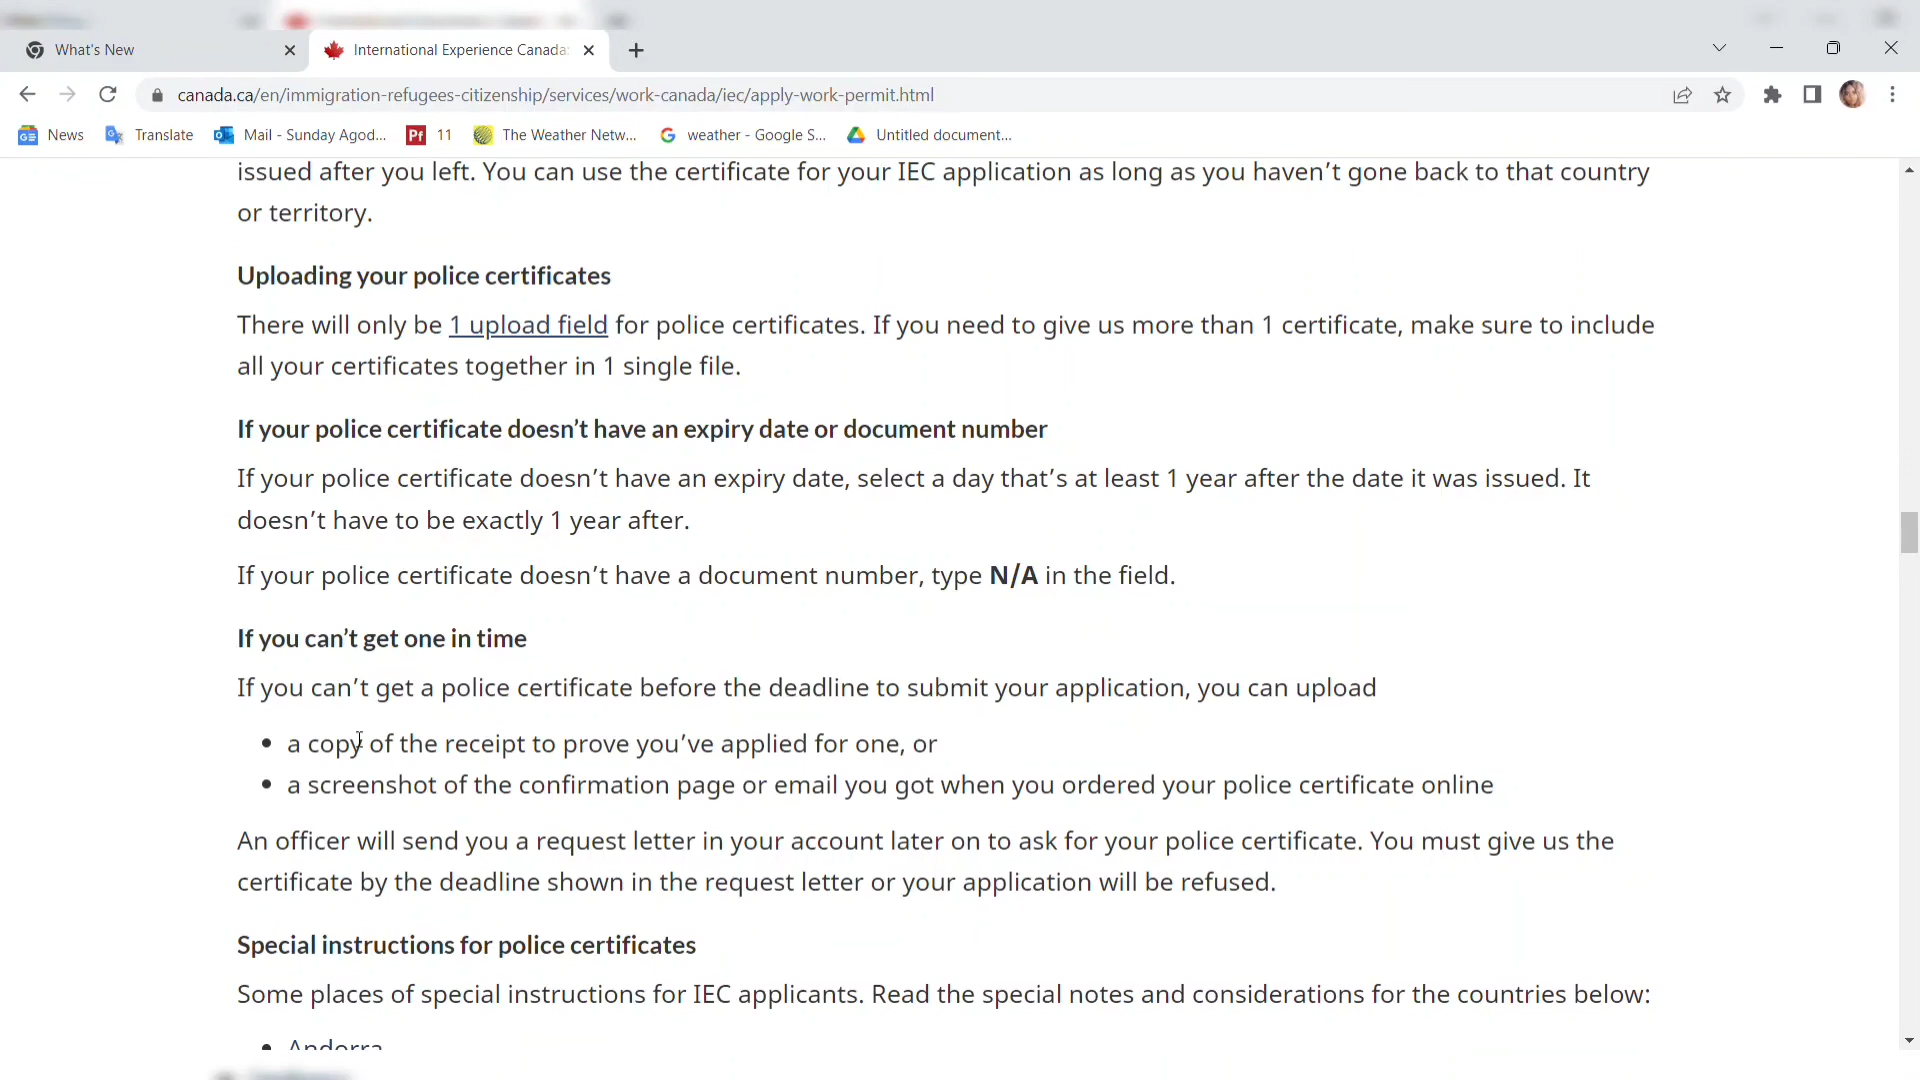 What's New
International Experience Canada:
canada.ca/en/immigration-refugees-citizenship/services/work-canada/iec/apply-work-permit.html
News
Translate
Mail - Sunday Agod...
Pf 11
The Weather Netw...
weather - Google S...
Untitled document...
issued after you left. You can use the certificate for your IEC application as long as you haven’t gone back to that country
or territory.
Uploading your police certificates
There will only be 1 upload field for police certificates. If you need to give us more than 1 certificate, make sure to include
all your certificates together in 1 single file.
If your police certificate doesn’t have an expiry date or document number
If your police certificate doesn’t have an expiry date, select a day that’s at least 1 year after the date it was issued. It
doesn’t have to be exactly 1 year after.
If your police certificate doesn’t have a document number, type N/A in the field.
If you can’t get one in time
If you can’t get a police certificate before the deadline to submit your application, you can upload
• a copy of the receipt to prove you’ve applied for one, or
• a screenshot of the confirmation page or email you got when you ordered your police certificate online
An officer will send you a request letter in your account later on to ask for your police certificate. You must give us the
certificate by the deadline shown in the request letter or your application will be refused.
Special instructions for police certificates
Some places of special instructions for IEC applicants. Read the special notes and considerations for the countries below:
• Andorra